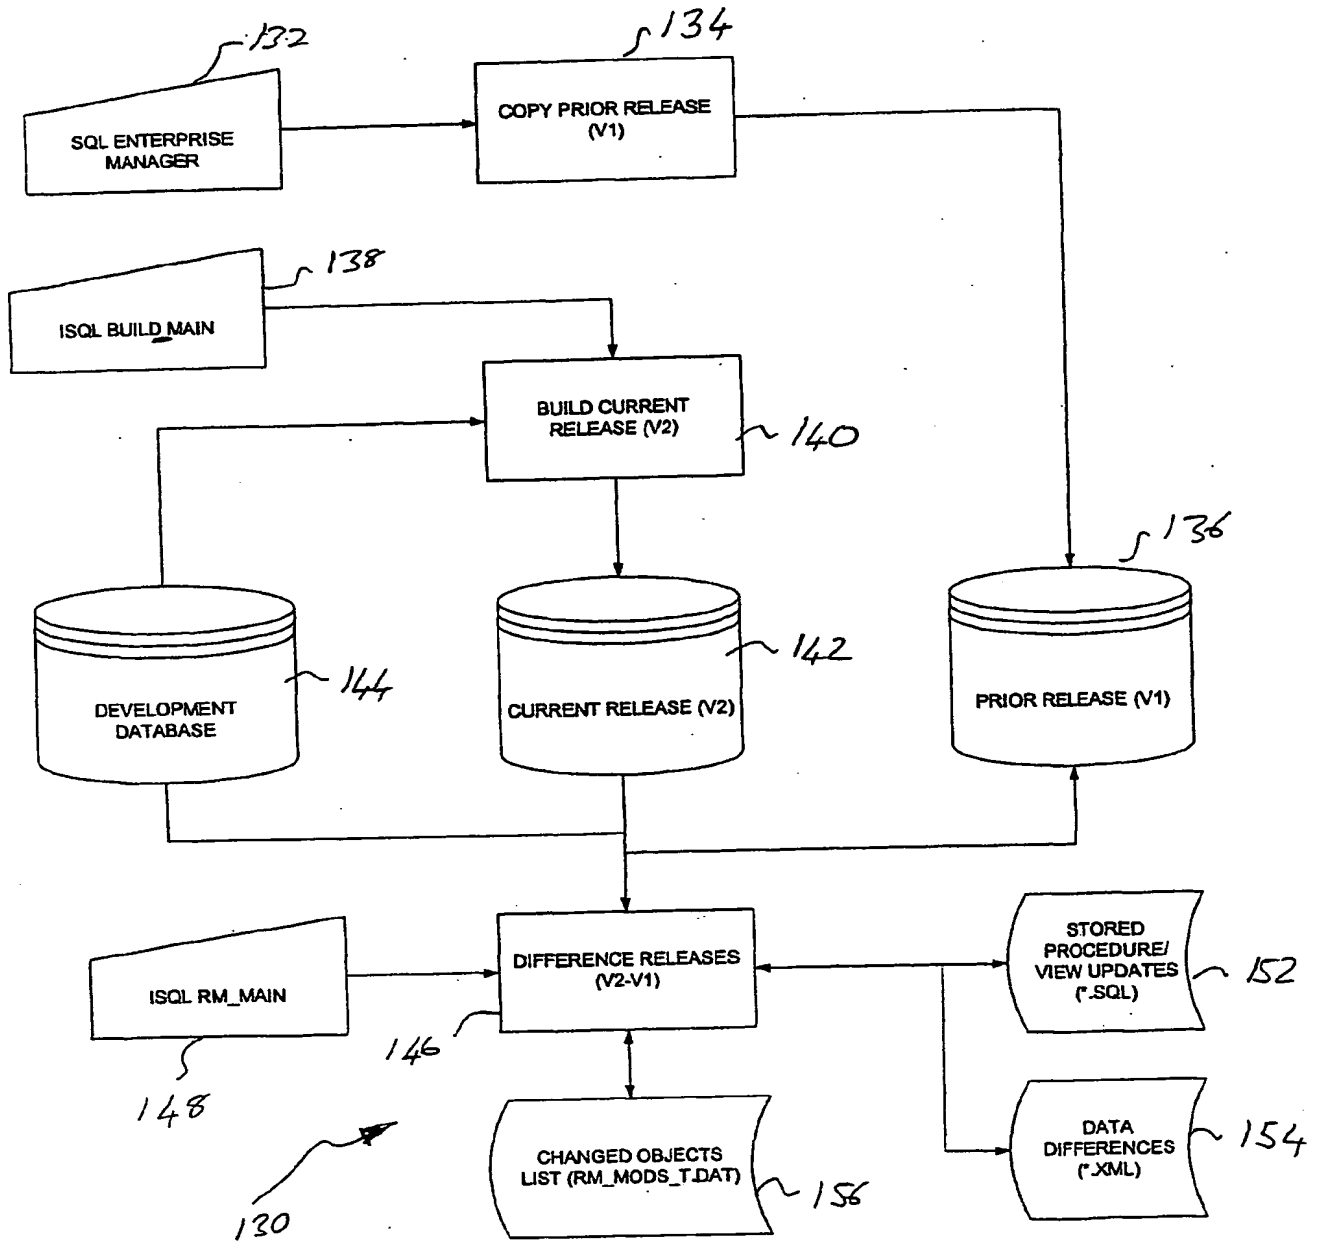 132
134
SQL ENTERPRISE
MANAGER
COPY PRIOR RELEASE
(V1)
138
ISQL BUILD_MAIN
BUILD CURRENT
RELEASE (V2)
140
136
144
DEVELOPMENT
DATABASE
142
CURRENT RELEASE (V2)
PRIOR RELEASE (V1)
ISQL RM_MAIN
148
DIFFERENCE RELEASES
(V2-V1)
146
STORED
PROCEDURE/
VIEW UPDATES
(*.SQL)
152
130
CHANGED OBJECTS
LIST (RM_MODS_T.DAT)
156
DATA
DIFFERENCES
(*.XML)
154